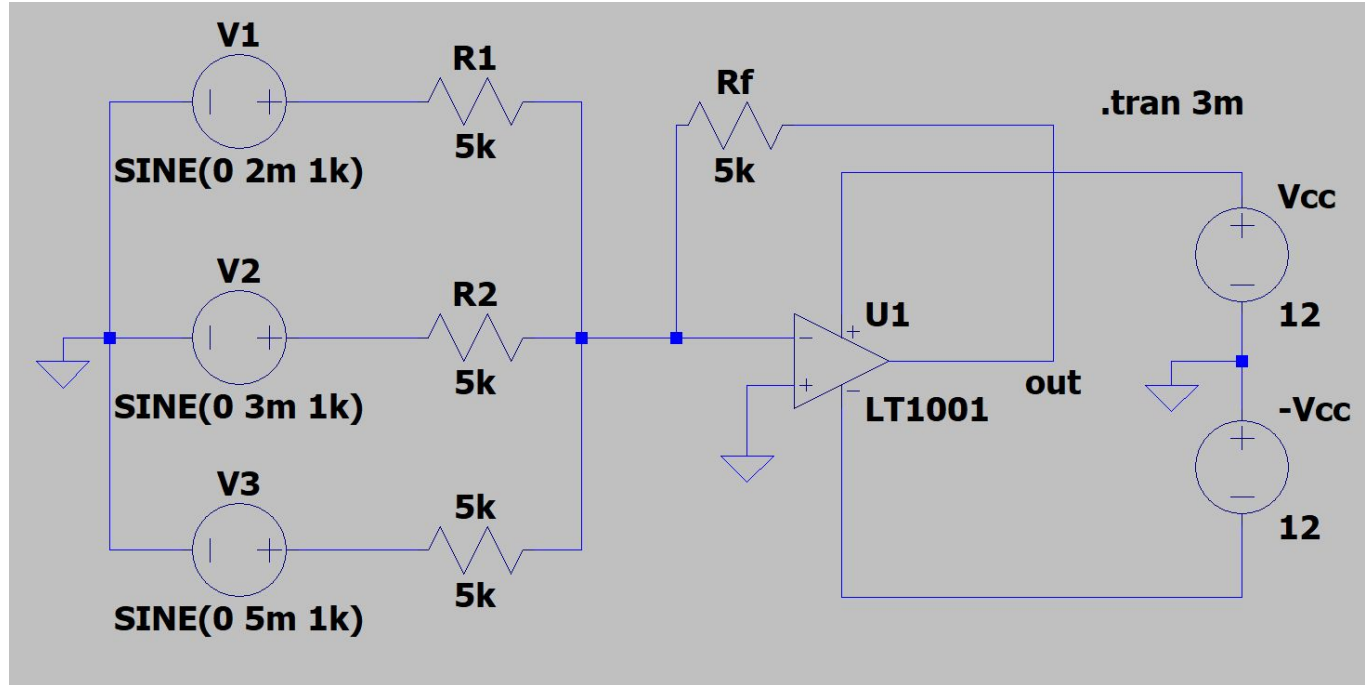 V1
R1
5k
SINE(0 2m 1k)
Rf
5k
.tran 3m
Vcc
12
V2
R2
5k
SINE(0 3m 1k)
U1
LT1001
out
-Vcc
12
V3
5k
5k
SINE(0 5m 1k)